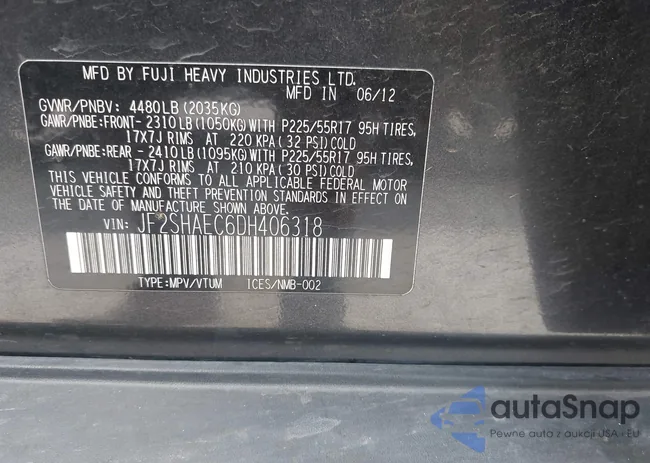 MFD BY FUJI HEAVY INDUSTRIES LTD.
MFD IN 06/12
GVWR/PNBV: 4480LB (2035KG)
GAWR/PNBE:FRONT- 2310LB (1050KG) WITH P225/55R17 95H TIRES,
17X7J RIMS AT 220 KPA (32 PSI) COLD
GAWR/PNBE:REAR - 2410LB (1095KG) WITH P225/55R17 95H TIRES,
17X7J RIMS AT 210 KPA (30 PSI) COLD
THIS VEHICLE CONFORMS TO ALL APPLICABLE FEDERAL MOTOR
VEHICLE SAFETY AND THEFT PREVENTION STANDARDS IN EFFECT ON
THE DATE OF MANUFACTURE SHOWN ABOVE.
VIN: JF2SHAEC6DH406318
TYPE:MPV/VTUM ICES/NMB-002
autoSnap
Pewne auto z aukcji USA i EU